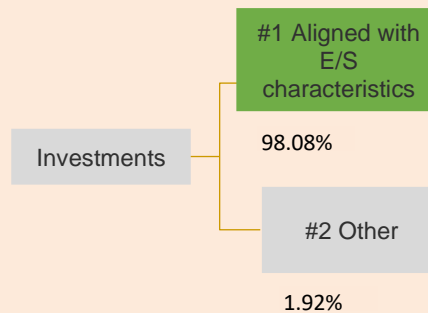 #1 Aligned with
E/S
characteristics
98.08%
Investments
#2 Other
1.92%